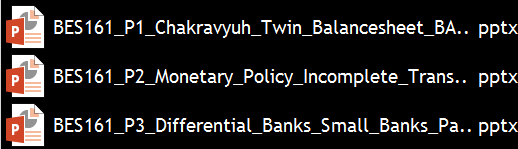 BES161_P1_Chakravyuh_Twin_Balancesheet_BA.. pptx
BES161_P2_Monetary_Policy_Incomplete_Trans.. pptx
BES161_P3_Differential_Banks_Small_Banks_Pa.. pptx